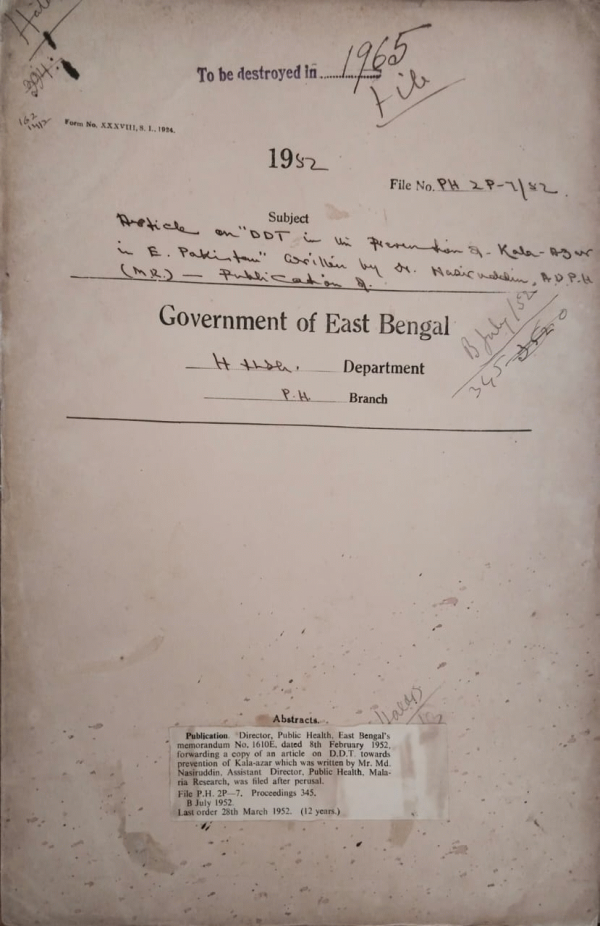 To be destroyed in ............ 1965
File
Form No. XXXVIII, S. I., 1924.
1952
File No. PH 2P-7/52.
Subject
Article on "DDT in the Prevention of Kala-Azar
in E. Pakistan" written by Dr. Nasiruddin, A.D.P.H
(M.R.) — Publication of.
Government of East Bengal
Health. Department
P.H Branch
B July/52
345
Abstracts.
Publication. Director, Public Health, East Bengal's
memorandum No. 1610E, dated 8th February 1952,
forwarding a copy of an article on D.D.T. towards
prevention of Kala-azar which was written by Mr. Md.
Nasiruddin, Assistant Director, Public Health, Mala-
ria Research, was filed after perusal.
File P.H. 2P—7. Proceedings 345.
B July 1952.
Last order 28th March 1952. (12 years.)